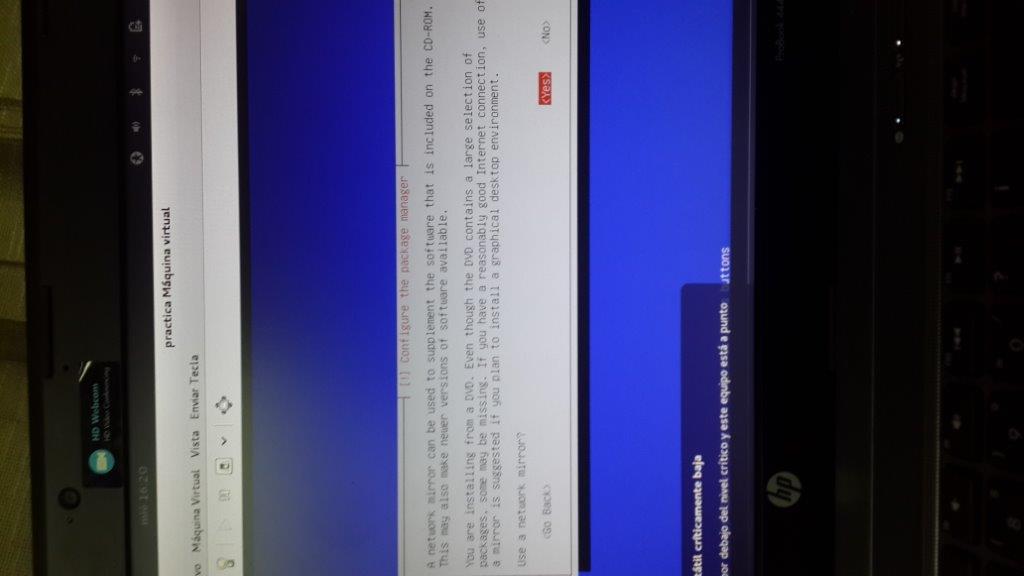 HD Webcam
HD Video Conferencing
mié 16:20
practica Máquina virtual
vo Máquina Virtual Vista Enviar Tecla
[!] Configure the package manager
A network mirror can be used to supplement the software that is included on the CD-ROM.
This may also make newer versions of software available.
You are installing from a DVD. Even though the DVD contains a large selection of
packages, some may be missing. If you have a reasonably good Internet connection, use of
a mirror is suggested if you plan to install a graphical desktop environment.
Use a network mirror?
<Go Back> <Yes> <No>
tátil críticamente baja
por debajo del nivel crítico y este equipo está a punto uttons
hp
ProBook